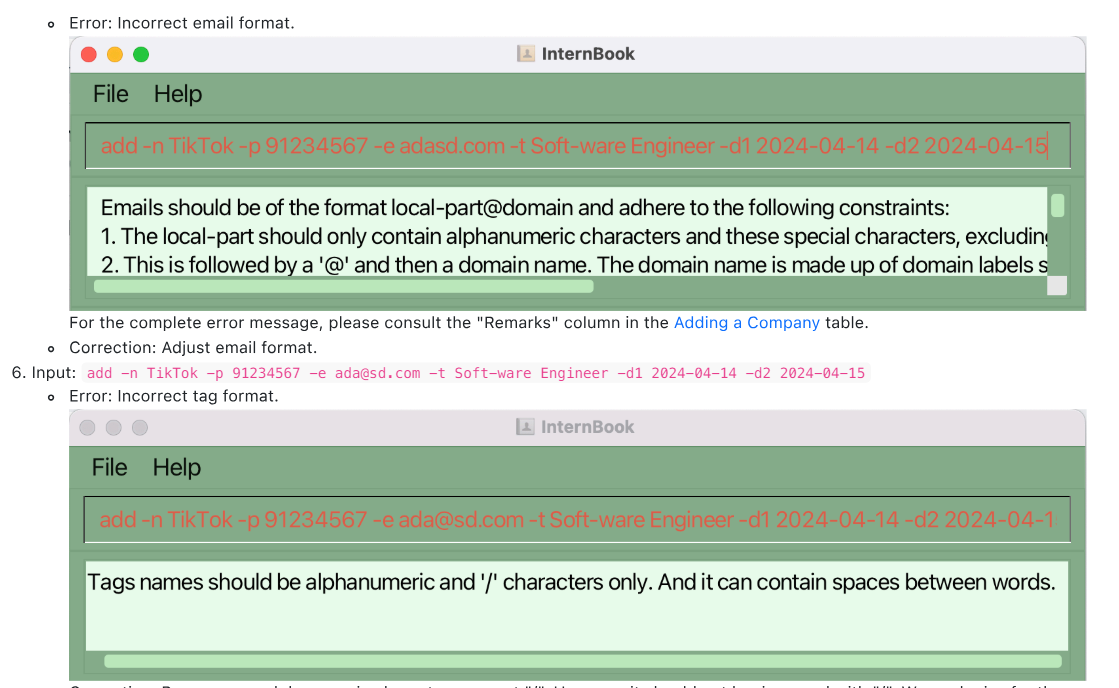 Error: Incorrect email format.
InternBook
File Help
add -n TikTok -p 91234567 -e adasd.com -t Soft-ware Engineer -d1 2024-04-14 -d2 2024-04-15
Emails should be of the format local-part@domain and adhere to the following constraints:
1. The local-part should only contain alphanumeric characters and these special characters, excluding
2. This is followed by a '@' and then a domain name. The domain name is made up of domain labels s
For the complete error message, please consult the "Remarks" column in the Adding a Company table.
Correction: Adjust email format.
6. Input: add -n TikTok -p 91234567 -e ada@sd.com -t Soft-ware Engineer -d1 2024-04-14 -d2 2024-04-15
Error: Incorrect tag format.
InternBook
File Help
add -n TikTok -p 91234567 -e ada@sd.com -t Soft-ware Engineer -d1 2024-04-14 -d2 2024-04-1
Tags names should be alphanumeric and '/' characters only. And it can contain spaces between words.